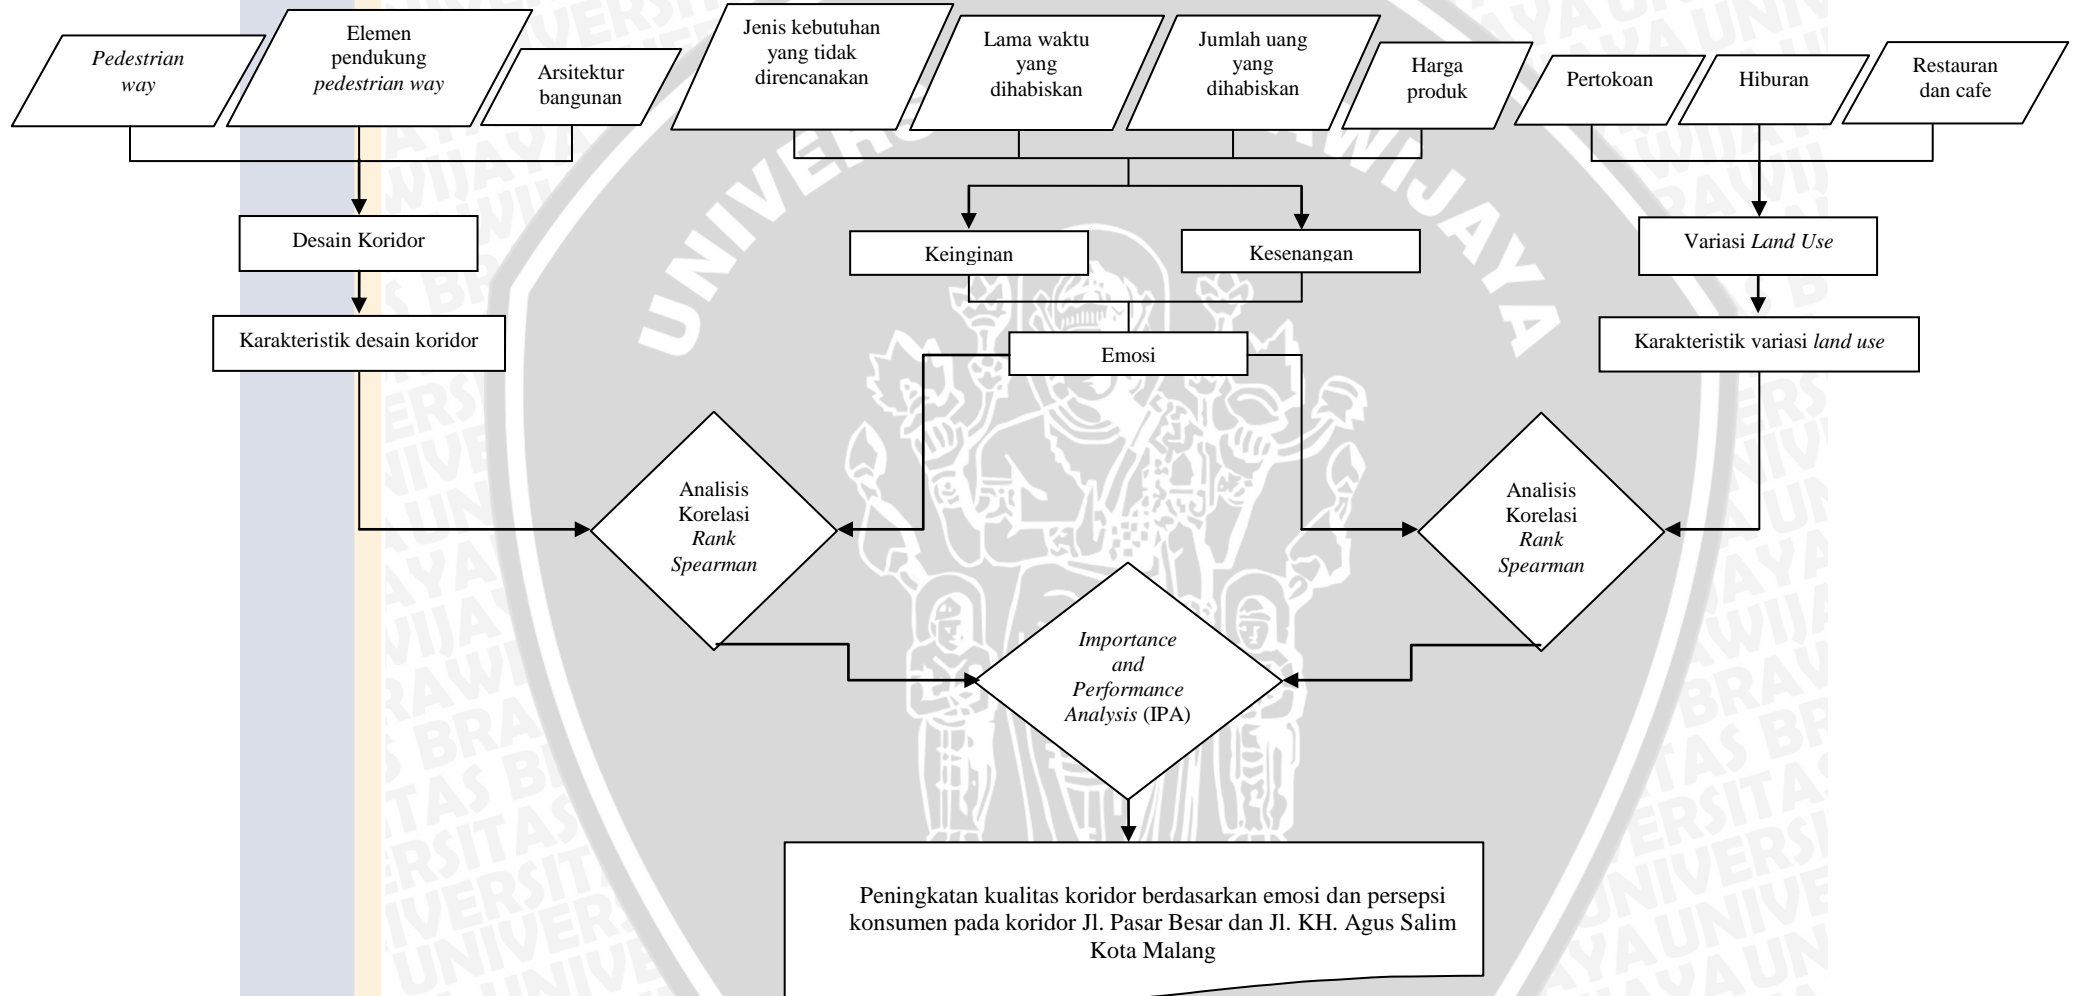 Pedestrian
way
Elemen
pendukung
pedestrian way
Arsitektur
bangunan
Jenis kebutuhan
yang tidak
direncanakan
Lama waktu
yang
dihabiskan
Jumlah uang
yang
dihabiskan
Harga
produk
Pertokoan
Hiburan
Restauran
dan cafe
Desain Koridor
Keinginan
Kesenangan
Variasi Land Use
Karakteristik desain koridor
Emosi
Karakteristik variasi land use
Analisis
Korelasi
Rank
Spearman
Analisis
Korelasi
Rank
Spearman
Importance
and
Performance
Analysis (IPA)
Peningkatan kualitas koridor berdasarkan emosi dan persepsi
konsumen pada koridor Jl. Pasar Besar dan Jl. KH. Agus Salim
Kota Malang